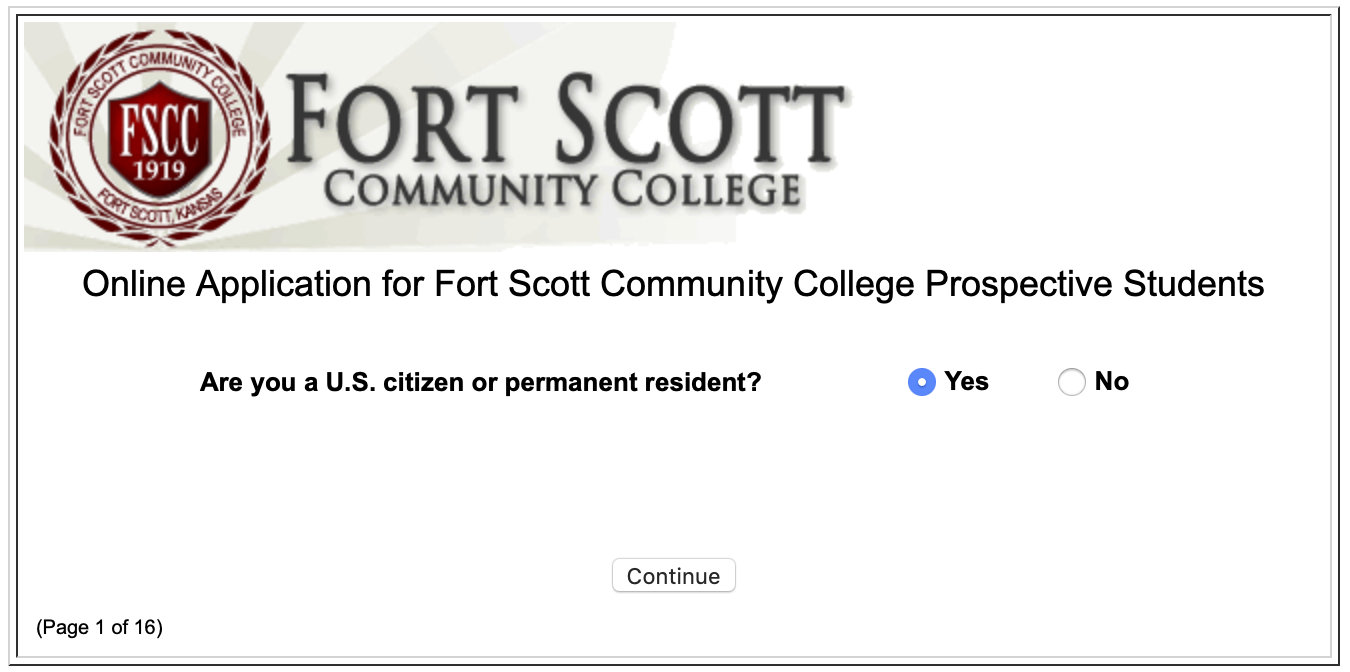 FORT SCOTT COMMUNITY COLLEGE
FSCC
1919
FORT SCOTT, KANSAS
FORT SCOTT
COMMUNITY COLLEGE
Online Application for Fort Scott Community College Prospective Students
Are you a U.S. citizen or permanent resident? Yes No
Continue
(Page 1 of 16)